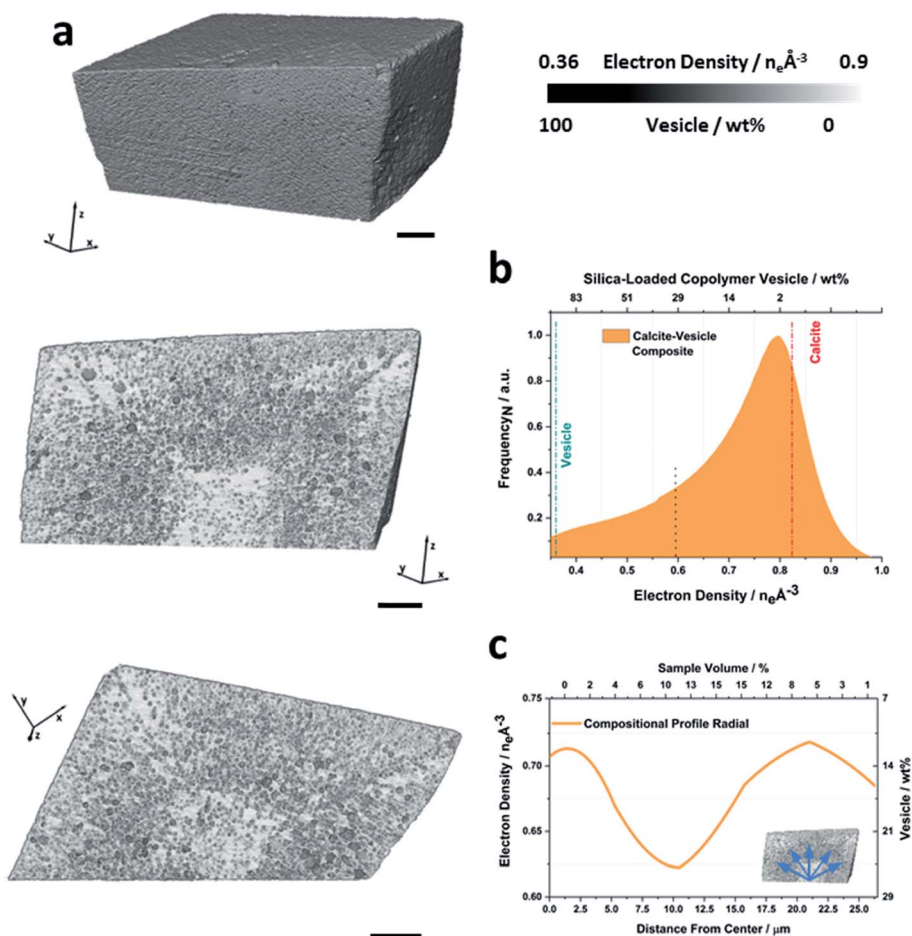 a
0.36 Electron Density / nₑÅ⁻³ 0.9
100 Vesicle / wt% 0
z
y
x
z
y
x
y
x
z
b
Silica-Loaded Copolymer Vesicle / wt%
83 51 29 14 2
Calcite-Vesicle
Composite
Calcite
Vesicle
Frequency_N / a.u.
1.0
0.8
0.6
0.4
0.2
0.4 0.5 0.6 0.7 0.8 0.9 1.0
Electron Density / nₑÅ⁻³
c
Sample Volume / %
0 2 4 6 10 13 15 15 12 8 5 3 1
Compositional Profile Radial
Electron Density / nₑÅ⁻³
0.75
0.70
0.65
0.60
7
14
21
29
Vesicle / wt%
0.0 2.5 5.0 7.5 10.0 12.5 15.0 17.5 20.0 22.5 25.0
Distance From Center / μm